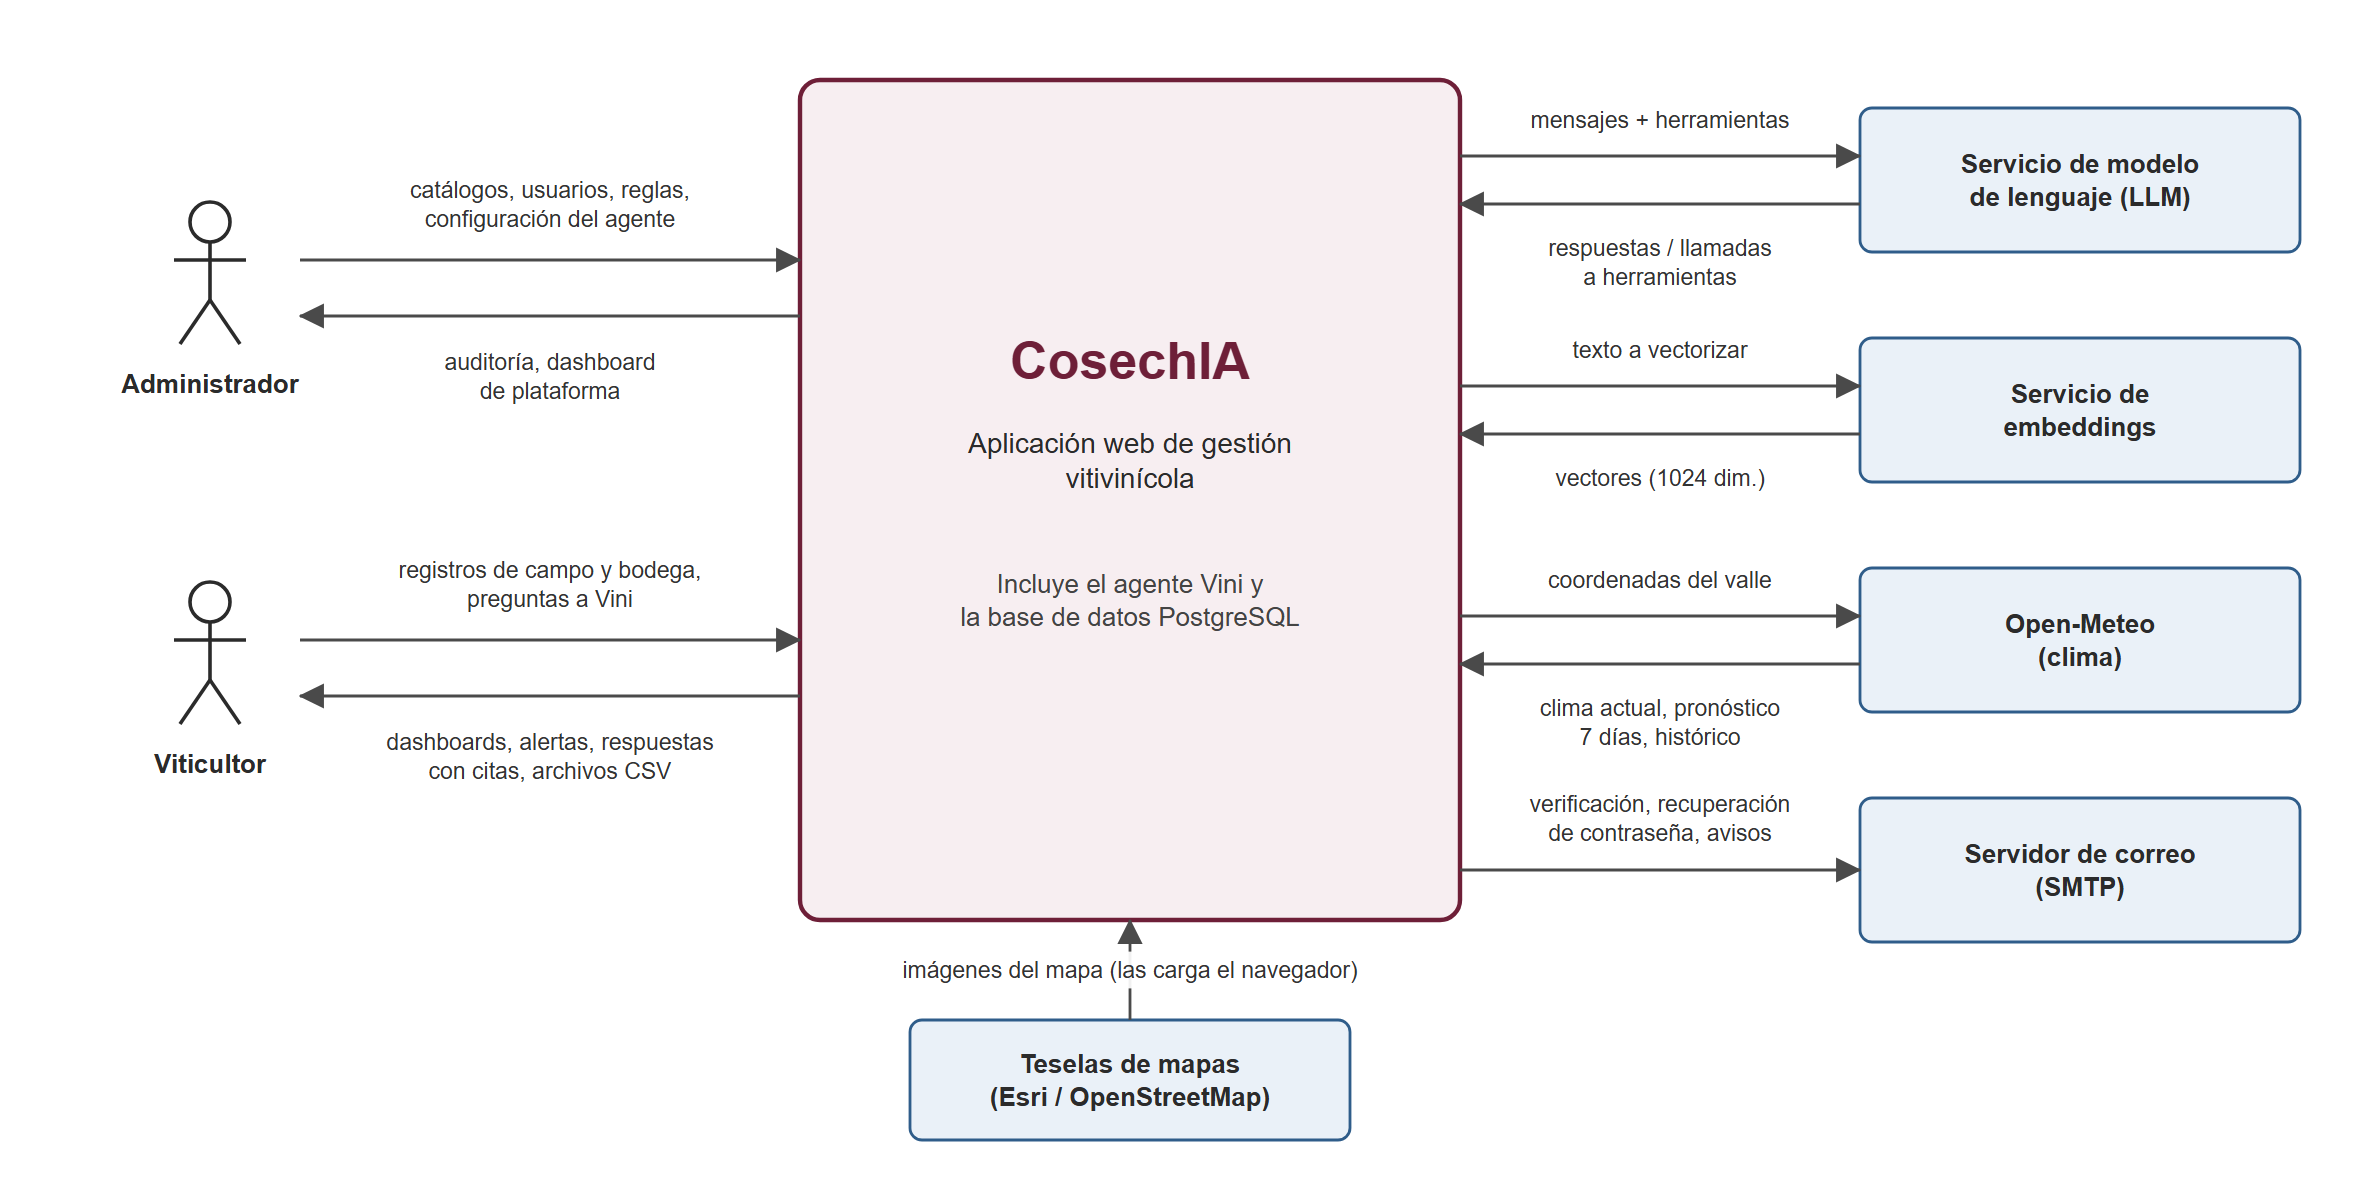 catálogos, usuarios, reglas,
configuración del agente
Administrador
auditoría, dashboard
de plataforma
registros de campo y bodega,
preguntas a Vini
Viticultor
dashboards, alertas, respuestas
con citas, archivos CSV
CosechIA
Aplicación web de gestión
vitivinícola
Incluye el agente Vini y
la base de datos PostgreSQL
mensajes + herramientas
Servicio de modelo
de lenguaje (LLM)
respuestas / llamadas
a herramientas
texto a vectorizar
Servicio de
embeddings
vectores (1024 dim.)
coordenadas del valle
Open-Meteo
(clima)
clima actual, pronóstico
7 días, histórico
verificación, recuperación
de contraseña, avisos
Servidor de correo
(SMTP)
imágenes del mapa (las carga el navegador)
Teselas de mapas
(Esri / OpenStreetMap)